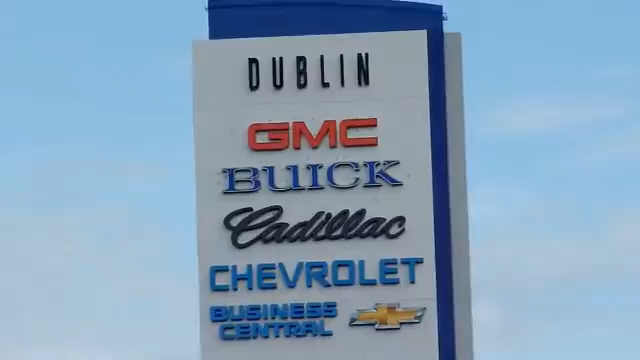 DUBLIN
GMC
BUICK
Cadillac
CHEVROLET
BUSINESS
CENTRAL